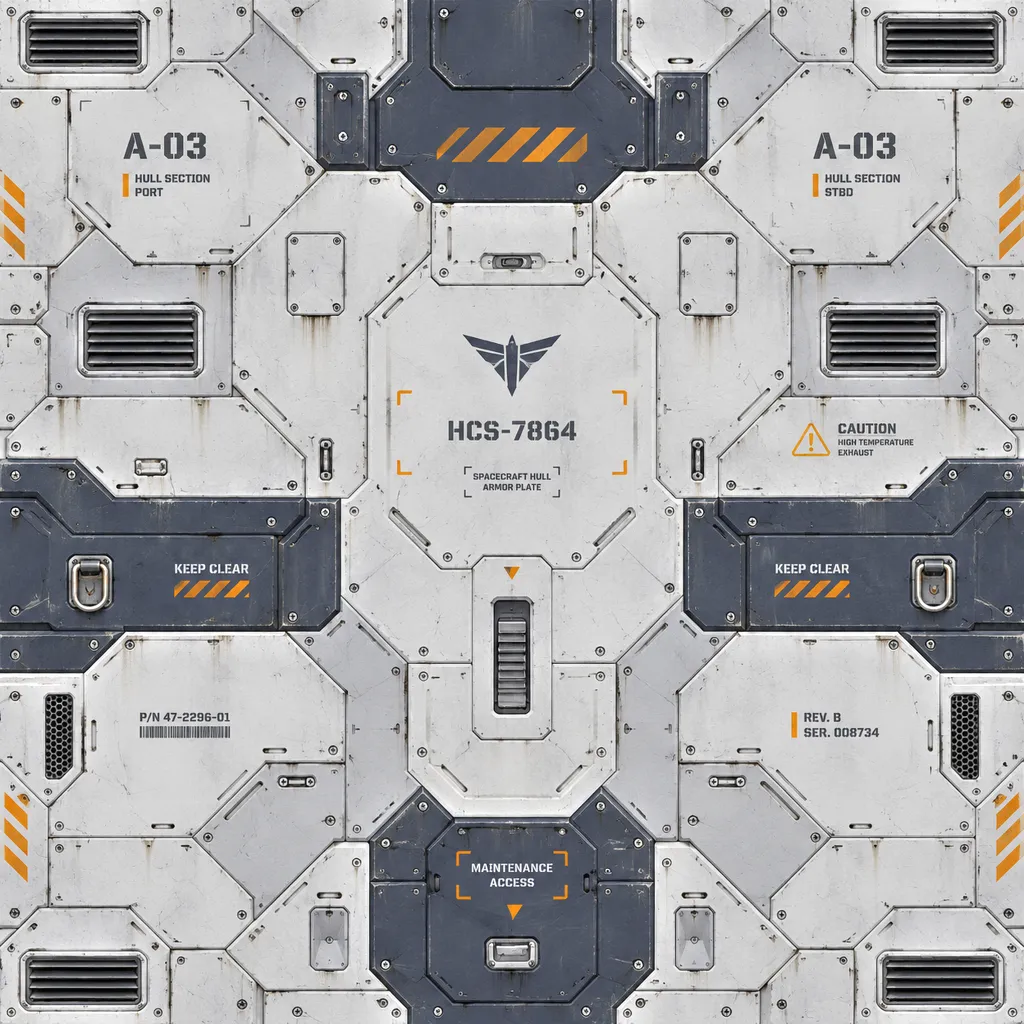 A-03
HULL SECTION
PORT
A-03
HULL SECTION
STBD
HCS-7864
SPACECRAFT HULL
ARMOR PLATE
CAUTION
HIGH TEMPERATURE
EXHAUST
KEEP CLEAR
KEEP CLEAR
P/N 47-2296-01
REV. B
SER. 008734
MAINTENANCE
ACCESS